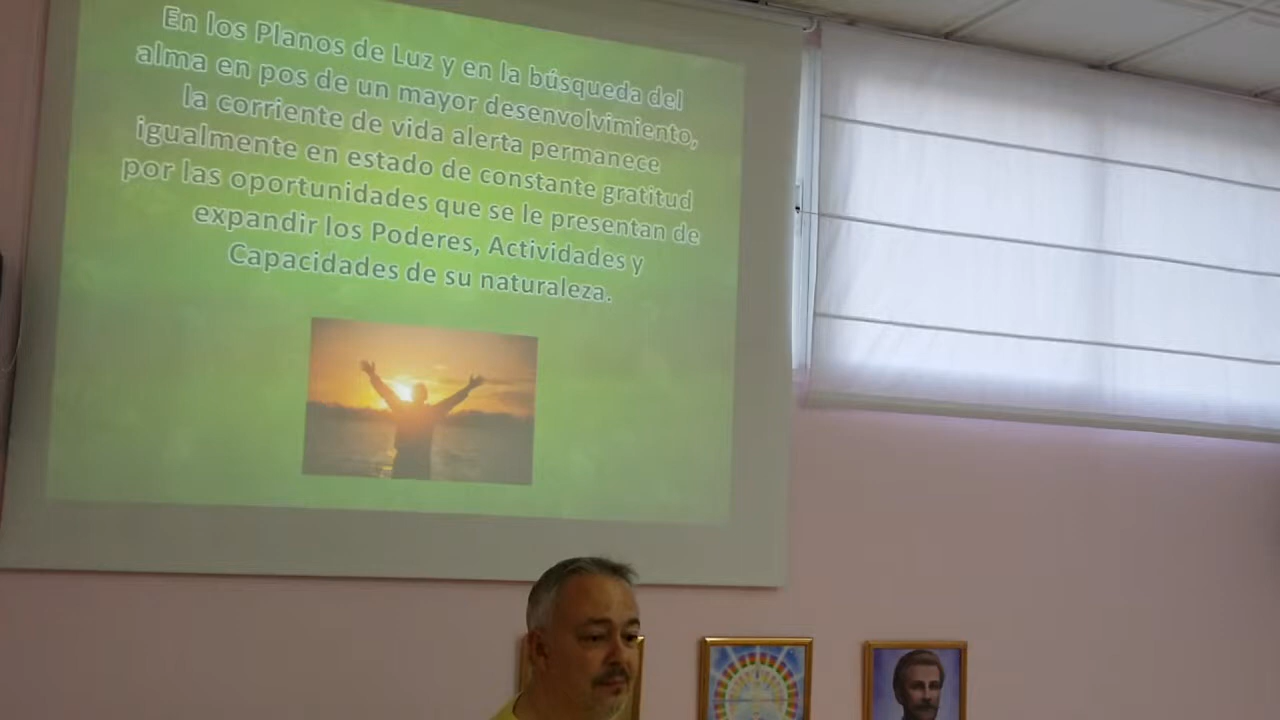 En los Planos de Luz y en la búsqueda del
alma en pos de un mayor desenvolvimiento,
la corriente de vida alerta permanece
igualmente en estado de constante gratitud
por las oportunidades que se le presentan de
expandir los Poderes, Actividades y
Capacidades de su naturaleza.